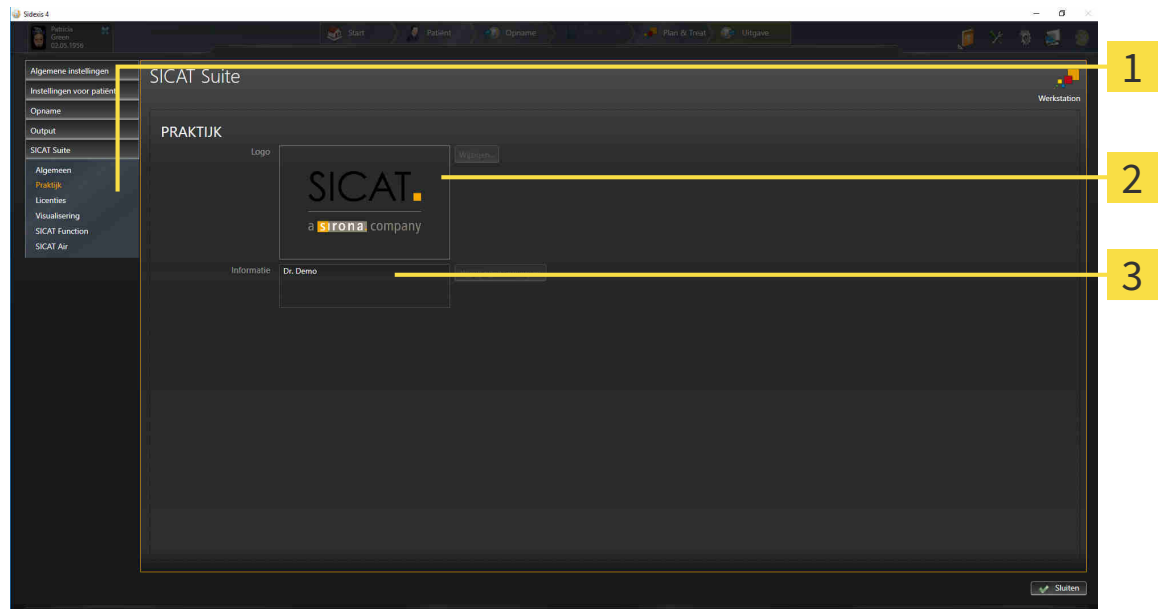 Sidexis 4
Patricia
Green
02.05.1956
Start
Patiënt
Opname
Plan & Treat
Uitgave
Algemene instellingen
Instellingen voor patiënt
Opname
Output
SICAT Suite
Algemeen
Praktijk
Licenties
Visualisering
SICAT Function
SICAT Air
SICAT Suite
Werkstation
PRAKTIJK
Logo
SICAT.
a sirona. company
Wijzigen...
Informatie
Dr. Demo
Sluiten
1
2
3